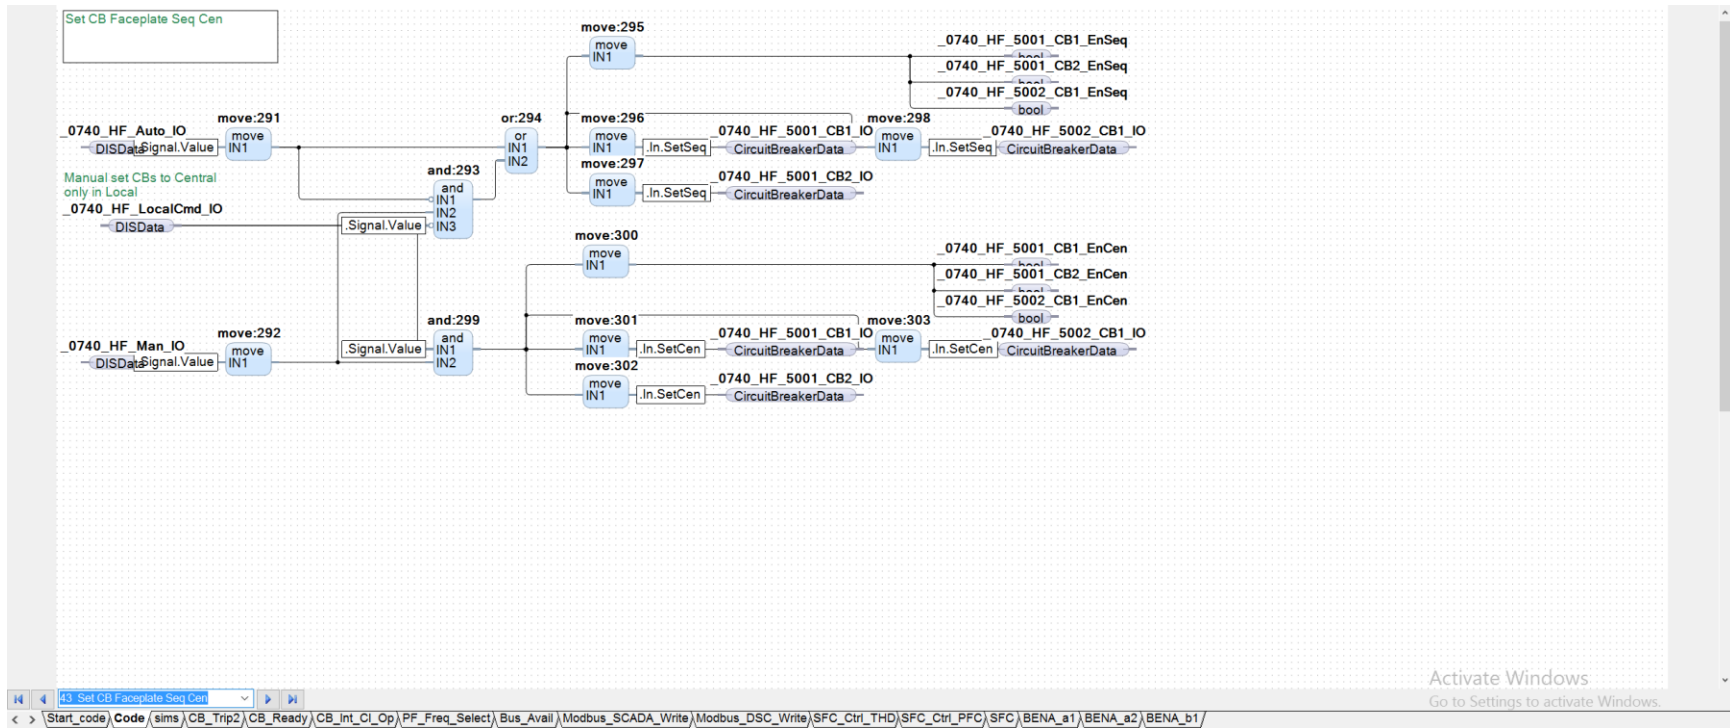 Set CB Faceplate Seq Cen
move:295
move
IN1
_0740_HF_5001_CB1_EnSeq
bool
_0740_HF_5001_CB2_EnSeq
bool
_0740_HF_5002_CB1_EnSeq
bool
_0740_HF_Auto_IO
DISData
.Signal.Value
move:291
move
IN1
or:294
or
IN1
IN2
move:296
move
IN1
.In.SetSeq
_0740_HF_5001_CB1_IO
CircuitBreakerData
move:298
move
IN1
.In.SetSeq
_0740_HF_5002_CB1_IO
CircuitBreakerData
move:297
move
IN1
.In.SetSeq
_0740_HF_5001_CB2_IO
CircuitBreakerData
Manual set CBs to Central
only in Local
_0740_HF_LocalCmd_IO
DISData
.Signal.Value
and:293
and
IN1
IN2
IN3
move:300
move
IN1
_0740_HF_5001_CB1_EnCen
bool
_0740_HF_5001_CB2_EnCen
bool
_0740_HF_5002_CB1_EnCen
bool
_0740_HF_Man_IO
DISData
.Signal.Value
move:292
move
IN1
.Signal.Value
and:299
and
IN1
IN2
move:301
move
IN1
.In.SetCen
_0740_HF_5001_CB1_IO
CircuitBreakerData
move:303
move
IN1
.In.SetCen
_0740_HF_5002_CB1_IO
CircuitBreakerData
move:302
move
IN1
.In.SetCen
_0740_HF_5001_CB2_IO
CircuitBreakerData
Activate Windows
Go to Settings to activate Windows.
43 Set CB Faceplate Seq Cen
Start_code Code sims CB_Trip2 CB_Ready CB_Int_Cl_Op PF_Freq_Select Bus_Avail Modbus_SCADA_Write Modbus_DSC_Write SFC_Ctrl_THD SFC_Ctrl_PFC SFC BENA_a1 BENA_a2 BENA_b1